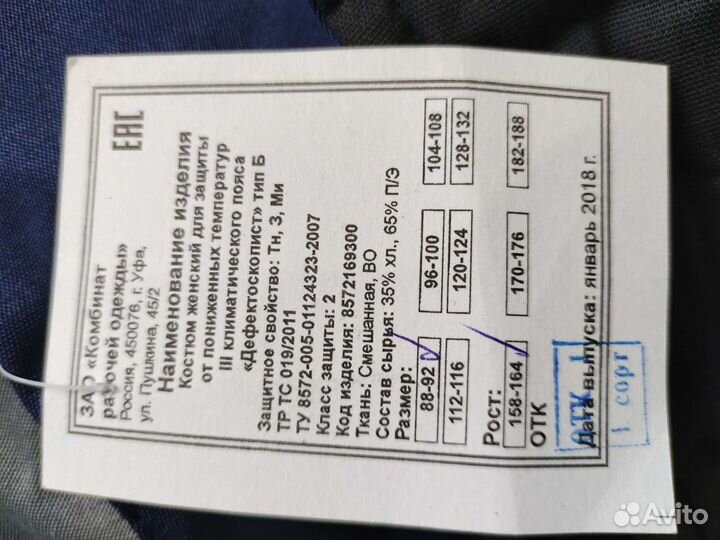 ЗАО «Комбинат
рабочей одежды»
Россия, 450076, г. Уфа,
ул. Пушкина, 45/2
ЕАС
Наименование изделия
Костюм женский для защиты
от пониженных температур
III климатического пояса
«Дефектоскопист» тип Б
Защитное свойство: Тн, З, Ми
ТР ТС 019/2011
ТУ 8572-005-01124323-2007
Класс защиты: 2
Код изделия: 8572169300
Ткань: Смешанная, ВО
Состав сырья: 35% хл., 65% П/Э
Размер:
88-92 96-100 104-108
112-116 120-124 128-132
Рост:
158-164 170-176 182-188
ОТК
ОТК 1
Дата выпуска: январь 2018 г.
1 сорт
Avito